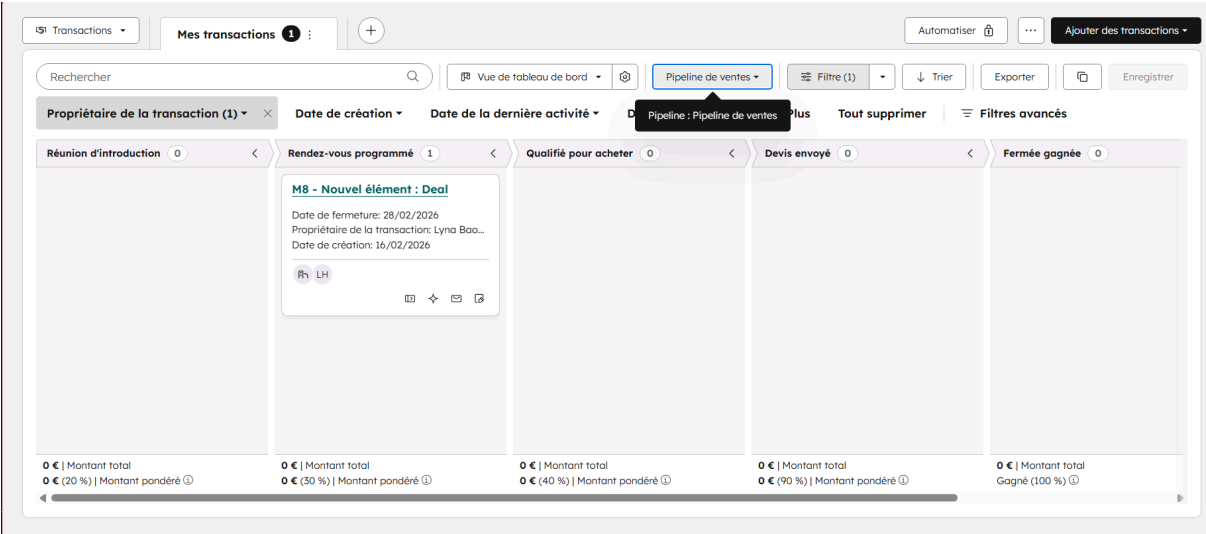 Transactions
Mes transactions 1
Automatiser
Ajouter des transactions
Rechercher
Vue de tableau de bord
Pipeline de ventes
Filtre (1)
Trier
Exporter
Enregistrer
Propriétaire de la transaction (1)
Date de création
Date de la dernière activité
D
Pipeline : Pipeline de ventes
Plus
Tout supprimer
Filtres avancés
Réunion d'introduction 0
Rendez-vous programmé 1
Qualifié pour acheter 0
Devis envoyé 0
Fermée gagnée 0
M8 - Nouvel élément : Deal
Date de fermeture: 28/02/2026
Propriétaire de la transaction: Lyna Bao...
Date de création: 16/02/2026
LH
0 € | Montant total
0 € (20 %) | Montant pondéré
0 € | Montant total
0 € (30 %) | Montant pondéré
0 € | Montant total
0 € (40 %) | Montant pondéré
0 € | Montant total
0 € (90 %) | Montant pondéré
0 € | Montant total
Gagné (100 %)